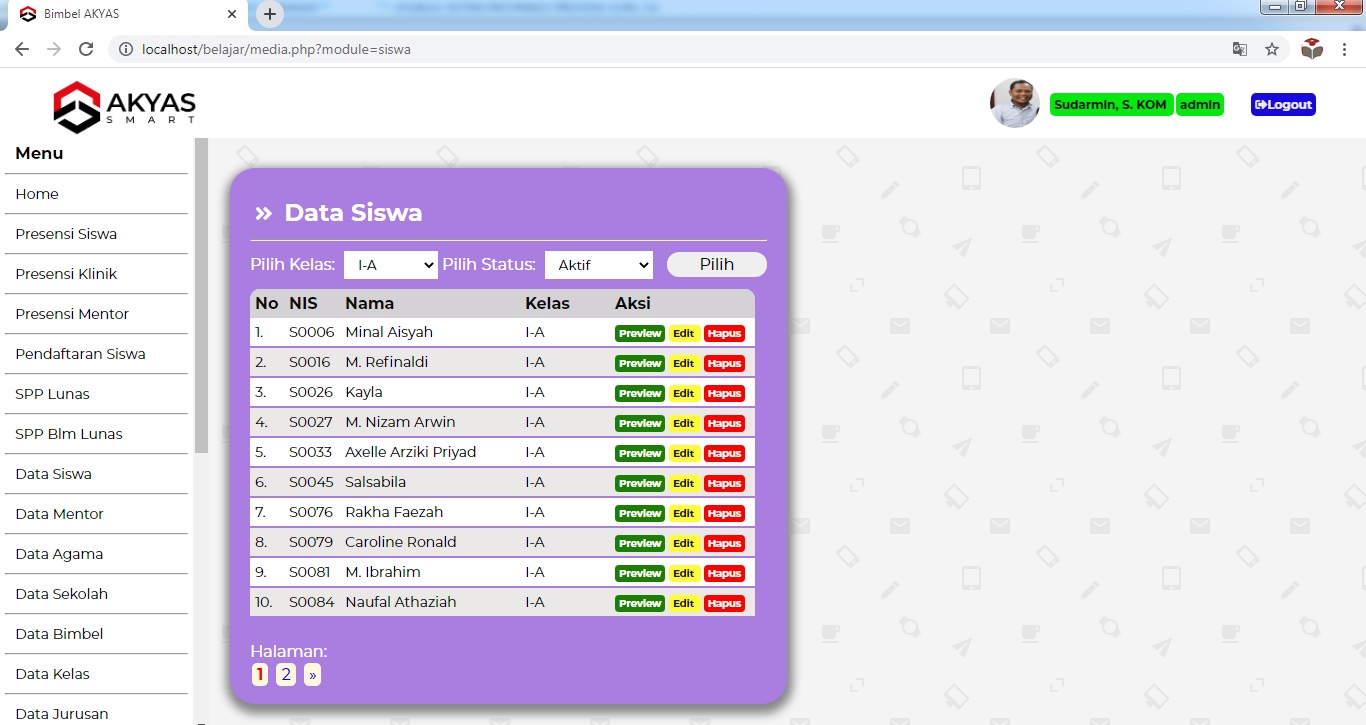 Bimbel AKYAS
localhost/belajar/media.php?module=siswa
AKYAS
SMART
Sudarmin, S. KOM admin Logout
Menu
Home
Presensi Siswa
Presensi Klinik
Presensi Mentor
Pendaftaran Siswa
SPP Lunas
SPP Blm Lunas
Data Siswa
Data Mentor
Data Agama
Data Sekolah
Data Bimbel
Data Kelas
Data Jurusan
» Data Siswa
Pilih Kelas: I-A Pilih Status: Aktif Pilih
No NIS Nama Kelas Aksi
1. S0006 Minal Aisyah I-A Preview Edit Hapus
2. S0016 M. Refinaldi I-A Preview Edit Hapus
3. S0026 Kayla I-A Preview Edit Hapus
4. S0027 M. Nizam Arwin I-A Preview Edit Hapus
5. S0033 Axelle Arziki Priyad I-A Preview Edit Hapus
6. S0045 Salsabila I-A Preview Edit Hapus
7. S0076 Rakha Faezah I-A Preview Edit Hapus
8. S0079 Caroline Ronald I-A Preview Edit Hapus
9. S0081 M. Ibrahim I-A Preview Edit Hapus
10. S0084 Naufal Athaziah I-A Preview Edit Hapus
Halaman:
1 2 »